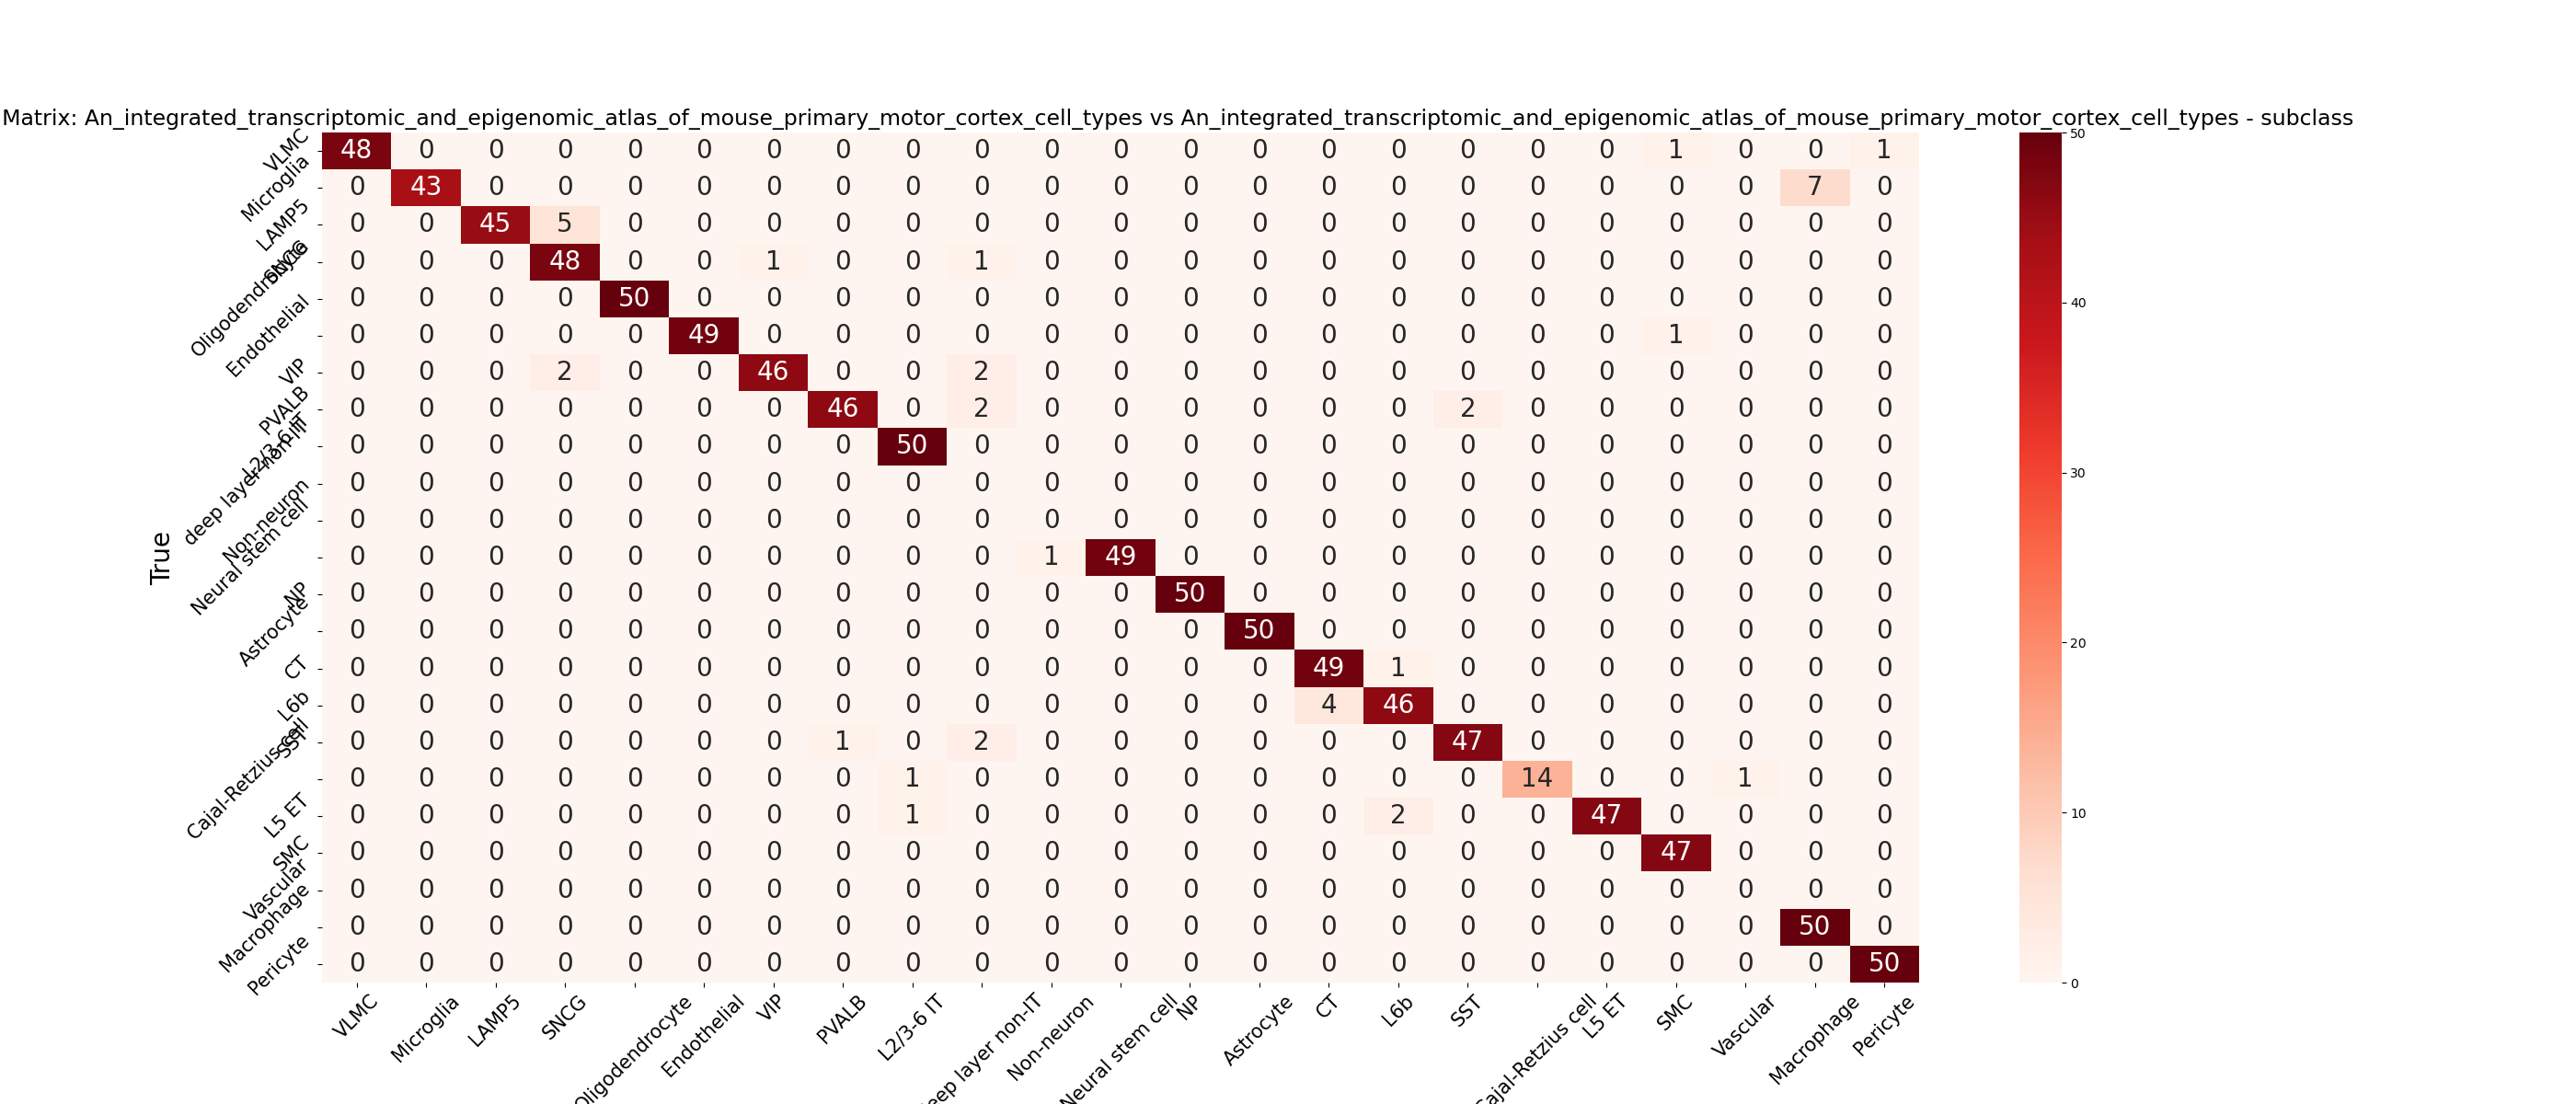 Matrix: An_integrated_transcriptomic_and_epigenomic_atlas_of_mouse_primary_motor_cortex_cell_types vs An_integrated_transcriptomic_and_epigenomic_atlas_of_mouse_primary_motor_cortex_cell_types - subclass
True
VLMC 48 0 0 0 0 0 0 0 0 0 0 0 0 0 0 0 0 0 0 1 0 0 1
Microglia 0 43 0 0 0 0 0 0 0 0 0 0 0 0 0 0 0 0 0 0 0 7 0
LAMP5 0 0 45 5 0 0 0 0 0 0 0 0 0 0 0 0 0 0 0 0 0 0 0
SNCG 0 0 0 48 0 0 1 0 0 1 0 0 0 0 0 0 0 0 0 0 0 0 0
Oligodendrocyte 0 0 0 0 50 0 0 0 0 0 0 0 0 0 0 0 0 0 0 0 0 0 0
Endothelial 0 0 0 0 0 49 0 0 0 0 0 0 0 0 0 0 0 0 0 1 0 0 0
VIP 0 0 0 2 0 0 46 0 0 2 0 0 0 0 0 0 0 0 0 0 0 0 0
PVALB 0 0 0 0 0 0 0 46 0 2 0 0 0 0 0 0 2 0 0 0 0 0 0
L2/3-6 IT 0 0 0 0 0 0 0 0 50 0 0 0 0 0 0 0 0 0 0 0 0 0 0
deep layer non-IT 0 0 0 0 0 0 0 0 0 0 0 0 0 0 0 0 0 0 0 0 0 0 0
Non-neuron 0 0 0 0 0 0 0 0 0 0 0 0 0 0 0 0 0 0 0 0 0 0 0
Neural stem cell 0 0 0 0 0 0 0 0 0 0 1 49 0 0 0 0 0 0 0 0 0 0 0
NP 0 0 0 0 0 0 0 0 0 0 0 0 50 0 0 0 0 0 0 0 0 0 0
Astrocyte 0 0 0 0 0 0 0 0 0 0 0 0 0 50 0 0 0 0 0 0 0 0 0
CT 0 0 0 0 0 0 0 0 0 0 0 0 0 0 49 1 0 0 0 0 0 0 0
L6b 0 0 0 0 0 0 0 0 0 0 0 0 0 0 4 46 0 0 0 0 0 0 0
SST 0 0 0 0 0 0 0 1 0 2 0 0 0 0 0 0 47 0 0 0 0 0 0
Cajal-Retzius cell 0 0 0 0 0 0 0 0 1 0 0 0 0 0 0 0 0 14 0 0 1 0 0
L5 ET 0 0 0 0 0 0 0 0 1 0 0 0 0 0 0 2 0 0 47 0 0 0 0
SMC 0 0 0 0 0 0 0 0 0 0 0 0 0 0 0 0 0 0 0 47 0 0 0
Vascular 0 0 0 0 0 0 0 0 0 0 0 0 0 0 0 0 0 0 0 0 0 0 0
Macrophage 0 0 0 0 0 0 0 0 0 0 0 0 0 0 0 0 0 0 0 0 0 50 0
Pericyte 0 0 0 0 0 0 0 0 0 0 0 0 0 0 0 0 0 0 0 0 0 0 50
VLMC Microglia LAMP5 SNCG Oligodendrocyte Endothelial VIP PVALB L2/3-6 IT eep layer non-IT Non-neuron Neural stem cell NP Astrocyte CT L6b SST Cajal-Retzius cell L5 ET SMC Vascular Macrophage Pericyte
50
40
30
20
10
0